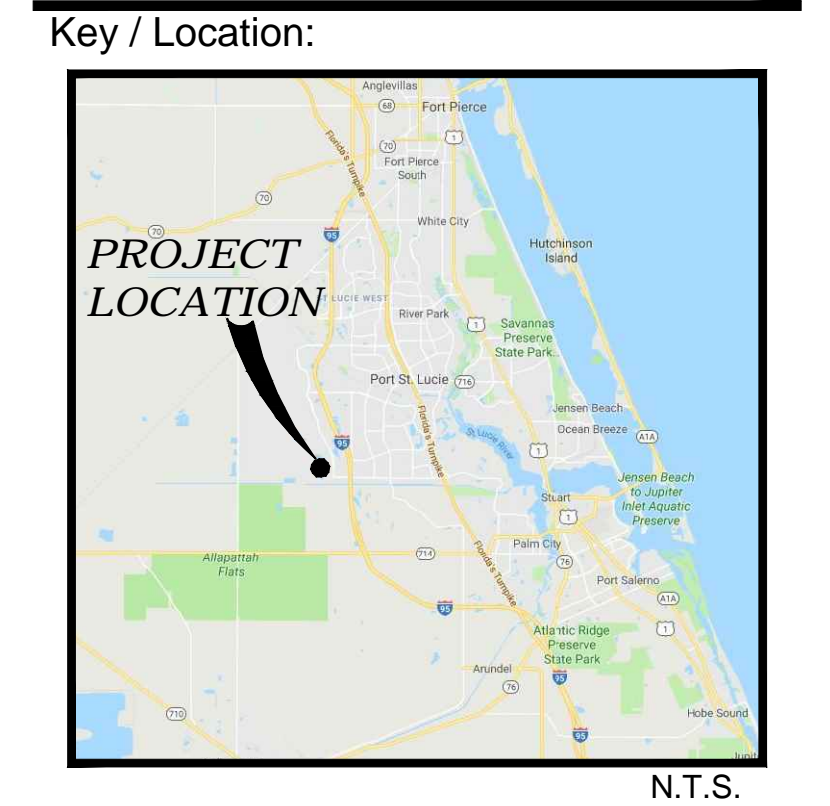 Key / Location:
Anglevillas
68
Fort Pierce
1
Florida's Turnpike
70
Fort Pierce
South
70
White City
70
95
Hutchinson
Island
PROJECT
LOCATION
ST LUCIE WEST
River Park
1
Savannas
Preserve
State Park...
Port St. Lucie
716
Jensen Beach
Ocean Breeze
A1A
Florida's Turnpike
95
St Lucie River
1
Jensen Beach
to Jupiter
Inlet Aquatic
Preserve
Stuart
1
Palm City
714
Florida's Turnpike
76
Allapattah
Flats
Port Salerno
A1A
95
1
Atlantic Ridge
Preserve
State Park
Arundel
95
76
710
Hobe Sound
95
N.T.S.